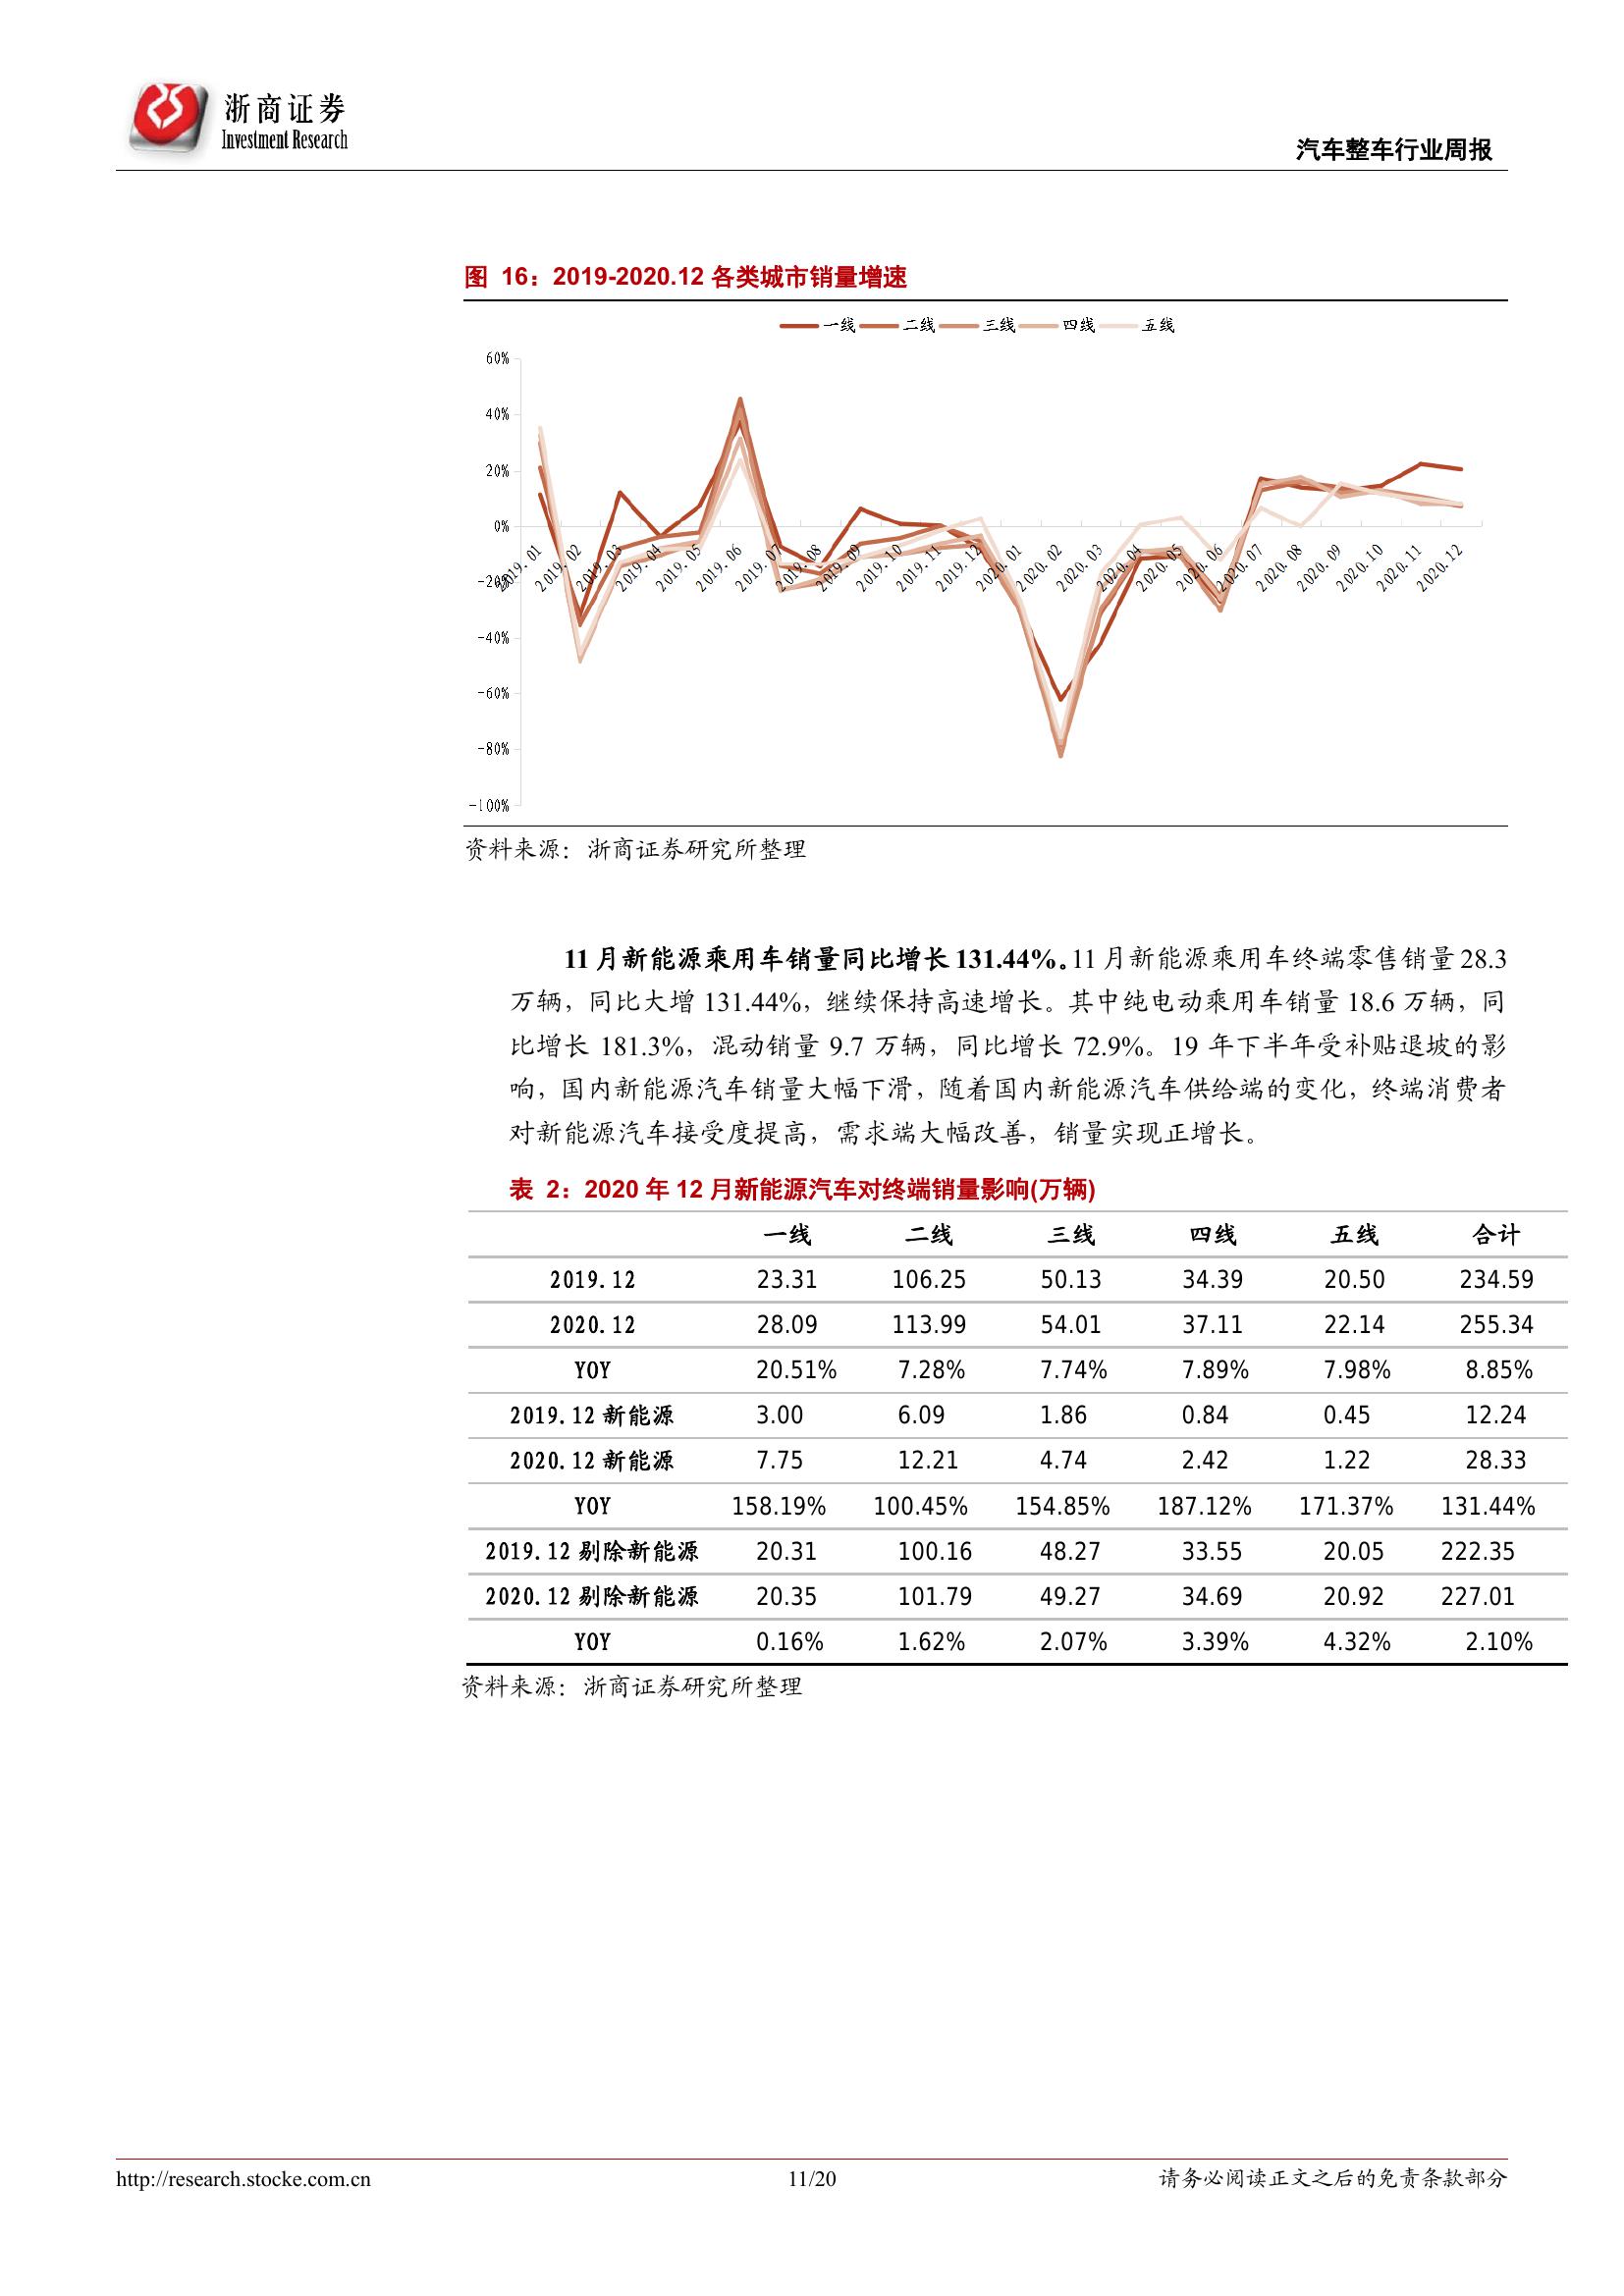 浙商证券
Investment Research
汽车整车行业周报
图 16：2019-2020.12 各类城市销量增速
一线 二线 三线 四线 五线
60%
40%
20%
0%
-20%
-40%
-60%
-80%
-100%
2019.01 2019.02 2019.03 2019.04 2019.05 2019.06 2019.07 2019.08 2019.09 2019.10 2019.11 2019.12 2020.01 2020.02 2020.03 2020.04 2020.05 2020.06 2020.07 2020.08 2020.09 2020.10 2020.11 2020.12
资料来源：浙商证券研究所整理
11 月新能源乘用车销量同比增长 131.44%。11 月新能源乘用车终端零售销量 28.3
万辆，同比大增 131.44%，继续保持高速增长。其中纯电动乘用车销量 18.6 万辆，同
比增长 181.3%，混动销量 9.7 万辆，同比增长 72.9%。19 年下半年受补贴退坡的影
响，国内新能源汽车销量大幅下滑，随着国内新能源汽车供给端的变化，终端消费者
对新能源汽车接受度提高，需求端大幅改善，销量实现正增长。
表 2：2020 年 12 月新能源汽车对终端销量影响(万辆)
一线 二线 三线 四线 五线 合计
2019.12 23.31 106.25 50.13 34.39 20.50 234.59
2020.12 28.09 113.99 54.01 37.11 22.14 255.34
YOY 20.51% 7.28% 7.74% 7.89% 7.98% 8.85%
2019.12 新能源 3.00 6.09 1.86 0.84 0.45 12.24
2020.12 新能源 7.75 12.21 4.74 2.42 1.22 28.33
YOY 158.19% 100.45% 154.85% 187.12% 171.37% 131.44%
2019.12 剔除新能源 20.31 100.16 48.27 33.55 20.05 222.35
2020.12 剔除新能源 20.35 101.79 49.27 34.69 20.92 227.01
YOY 0.16% 1.62% 2.07% 3.39% 4.32% 2.10%
资料来源：浙商证券研究所整理
http://research.stocke.com.cn 11/20 请务必阅读正文之后的免责条款部分